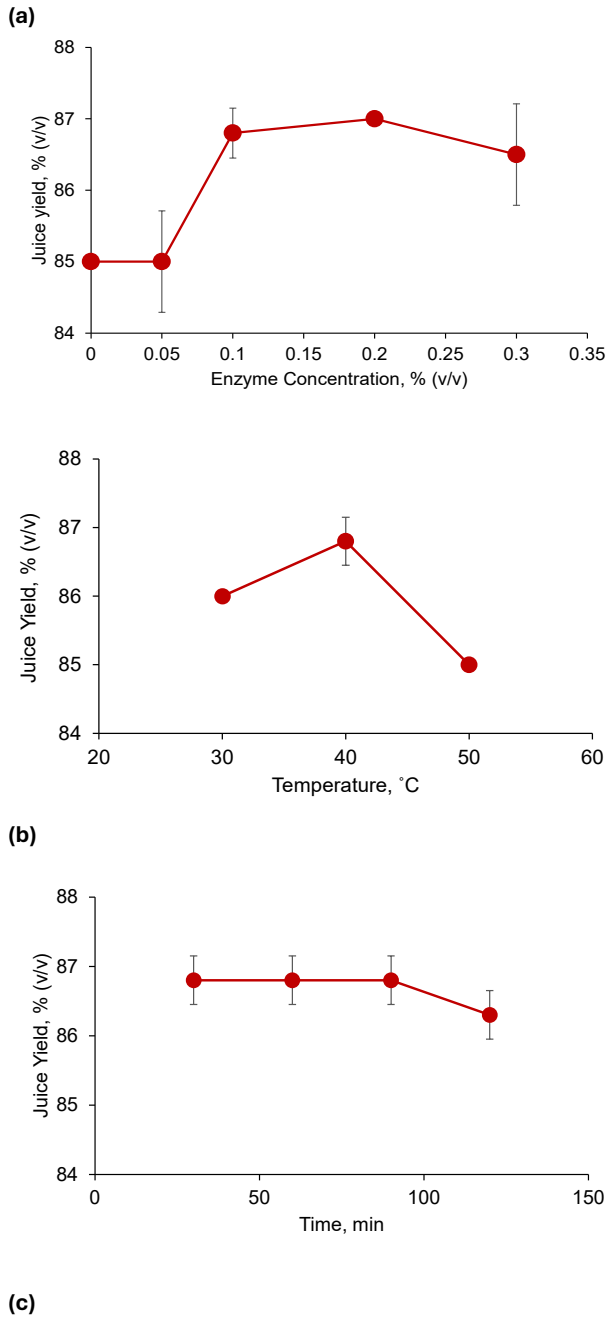 (a)
88
87
86
85
84
Juice yield, % (v/v)
0 0.05 0.1 0.15 0.2 0.25 0.3 0.35
Enzyme Concentration, % (v/v)
88
87
86
85
84
Juice Yield, % (v/v)
20 30 40 50 60
Temperature, ˚C
(b)
88
87
86
85
84
Juice Yield, % (v/v)
0 50 100 150
Time, min
(c)